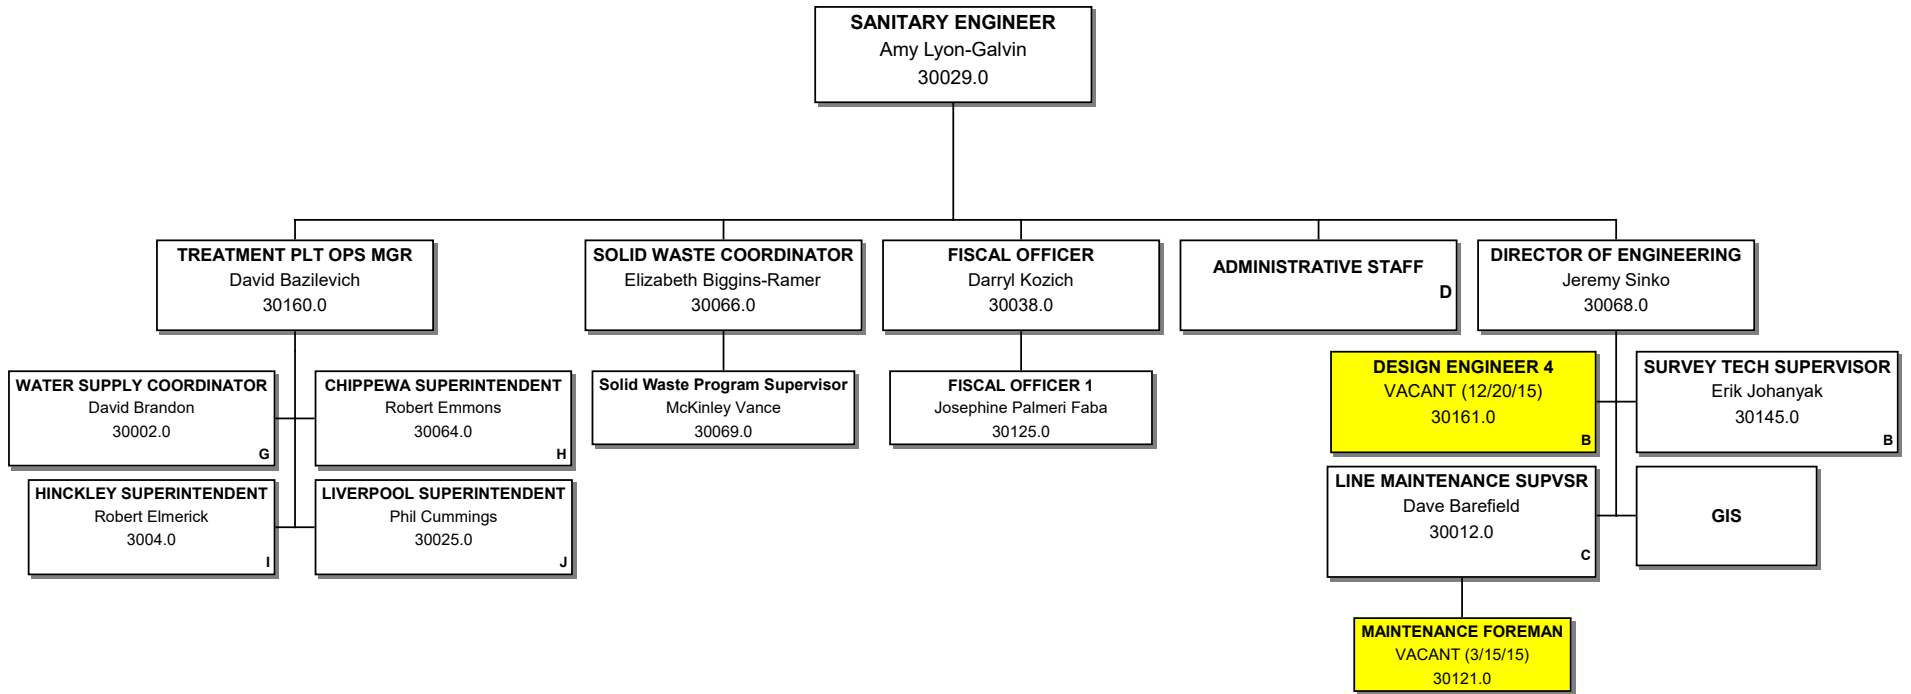 SANITARY ENGINEER
Amy Lyon-Galvin
30029.0
TREATMENT PLT OPS MGR
David Bazilevich
30160.0
SOLID WASTE COORDINATOR
Elizabeth Biggins-Ramer
30066.0
FISCAL OFFICER
Darryl Kozich
30038.0
ADMINISTRATIVE STAFF
D
DIRECTOR OF ENGINEERING
Jeremy Sinko
30068.0
WATER SUPPLY COORDINATOR
David Brandon
30002.0
G
CHIPPEWA SUPERINTENDENT
Robert Emmons
30064.0
H
Solid Waste Program Supervisor
McKinley Vance
30069.0
FISCAL OFFICER 1
Josephine Palmeri Faba
30125.0
DESIGN ENGINEER 4
VACANT (12/20/15)
30161.0
B
SURVEY TECH SUPERVISOR
Erik Johanyak
30145.0
B
HINCKLEY SUPERINTENDENT
Robert Elmerick
3004.0
I
LIVERPOOL SUPERINTENDENT
Phil Cummings
30025.0
J
LINE MAINTENANCE SUPVSR
Dave Barefield
30012.0
C
GIS
MAINTENANCE FOREMAN
VACANT (3/15/15)
30121.0